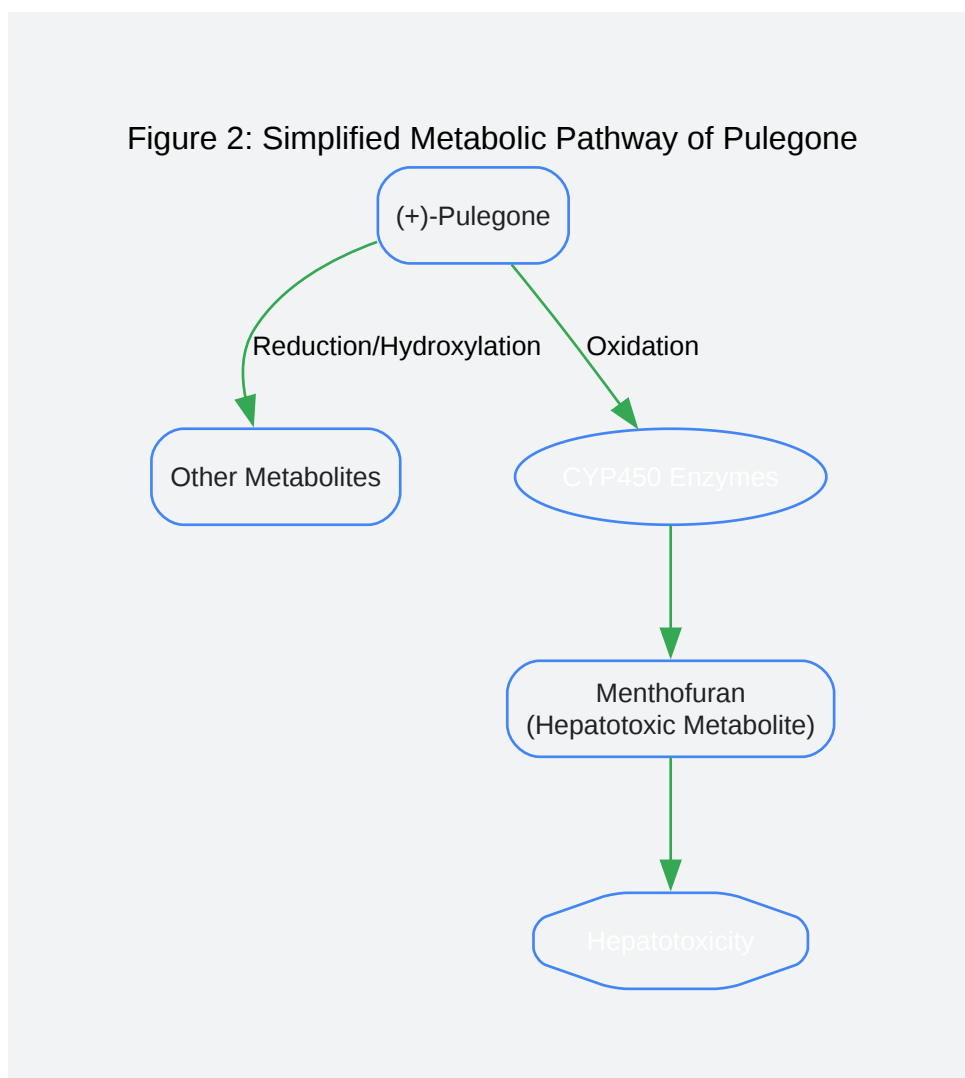 Figure 2: Simplified Metabolic Pathway of Pulegone
(+)-Pulegone
Reduction/Hydroxylation
Oxidation
Other Metabolites
CYP450 Enzymes
Menthofuran
(Hepatotoxic Metabolite)
Hepatotoxicity